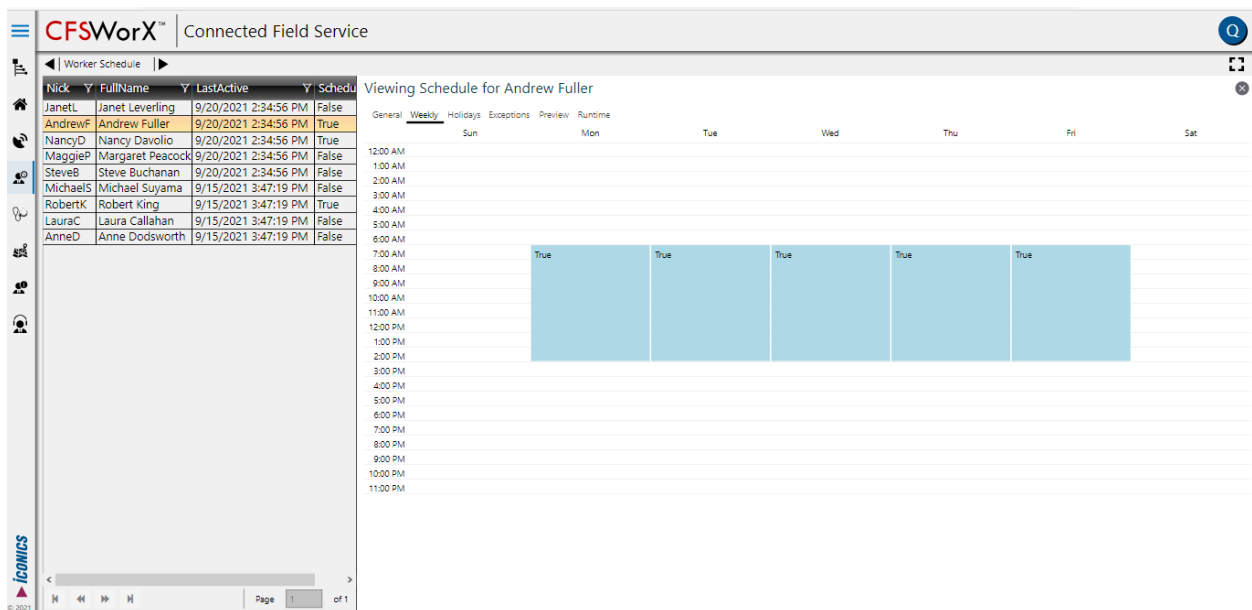 CFSWorX™ Connected Field Service Q
Worker Schedule
Nick FullName LastActive Schedu
JanetL Janet Leverling 9/20/2021 2:34:56 PM False
AndrewF Andrew Fuller 9/20/2021 2:34:56 PM True
NancyD Nancy Davolio 9/20/2021 2:34:56 PM True
MaggieP Margaret Peacock 9/20/2021 2:34:56 PM False
SteveB Steve Buchanan 9/20/2021 2:34:56 PM False
MichaelS Michael Suyama 9/15/2021 3:47:19 PM False
RobertK Robert King 9/15/2021 3:47:19 PM True
LauraC Laura Callahan 9/15/2021 3:47:19 PM False
AnneD Anne Dodsworth 9/15/2021 3:47:19 PM False
Page 1 of 1
Viewing Schedule for Andrew Fuller
General Weekly Holidays Exceptions Preview Runtime
Sun Mon Tue Wed Thu Fri Sat
12:00 AM
1:00 AM
2:00 AM
3:00 AM
4:00 AM
5:00 AM
6:00 AM
7:00 AM True True True True True
8:00 AM
9:00 AM
10:00 AM
11:00 AM
12:00 PM
1:00 PM
2:00 PM
3:00 PM
4:00 PM
5:00 PM
6:00 PM
7:00 PM
8:00 PM
9:00 PM
10:00 PM
11:00 PM
ICONICS
© 2021